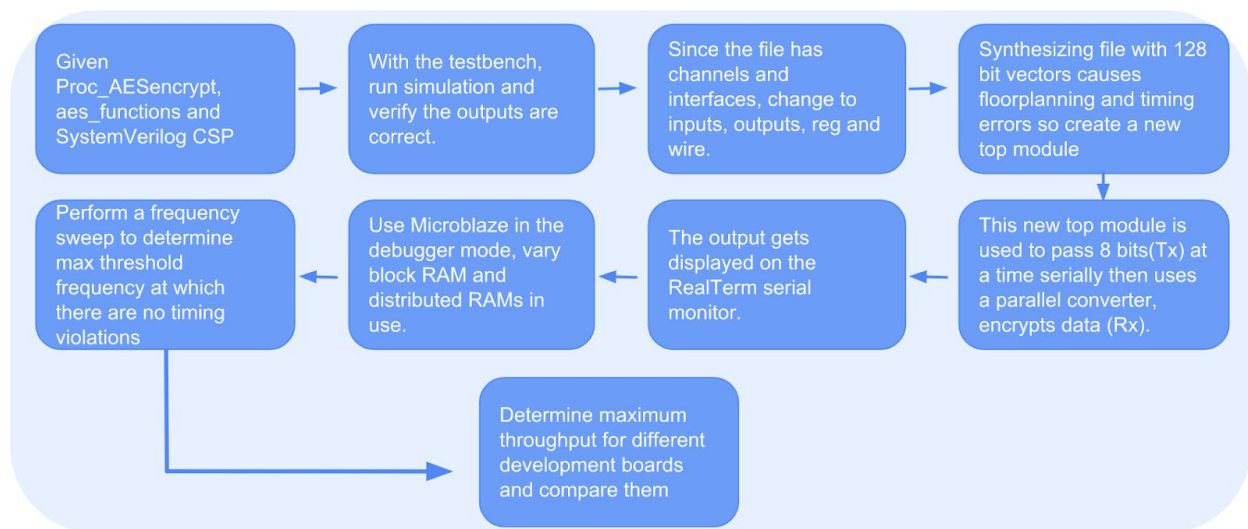 Given
Proc_AESencrypt,
aes_functions and
SystemVerilog CSP
With the testbench,
run simulation and
verify the outputs are
correct.
Since the file has
channels and
interfaces, change to
inputs, outputs, reg and
wire.
Synthesizing file with 128
bit vectors causes
floorplanning and timing
errors so create a new
top module
This new top module is
used to pass 8 bits(Tx) at
a time serially then uses
a parallel converter,
encrypts data (Rx).
The output gets
displayed on the
RealTerm serial
monitor.
Use Microblaze in the
debugger mode, vary
block RAM and
distributed RAMs in
use.
Perform a frequency
sweep to determine
max threshold
frequency at which
there are no timing
violations
Determine maximum
throughput for different
development boards
and compare them